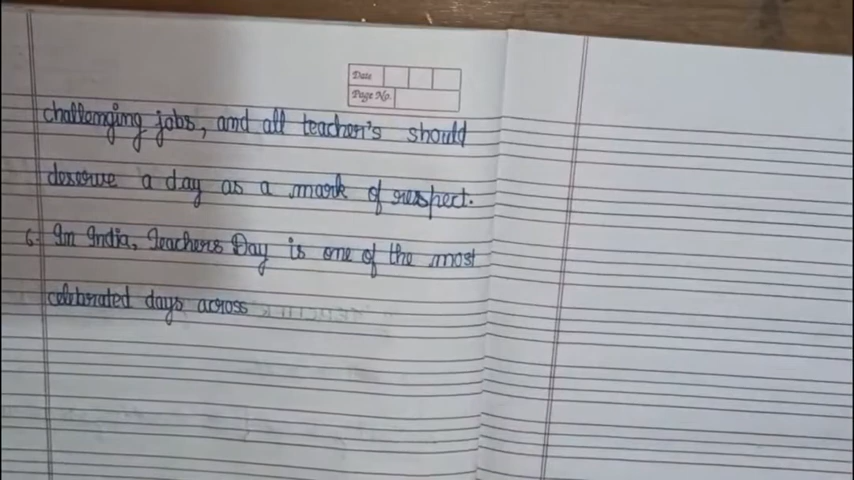 Date
Page No.
challenging jobs, and all teacher's should
deserve a day as a mark of respect.
6. In India, Teachers Day is one of the most
celebrated days across